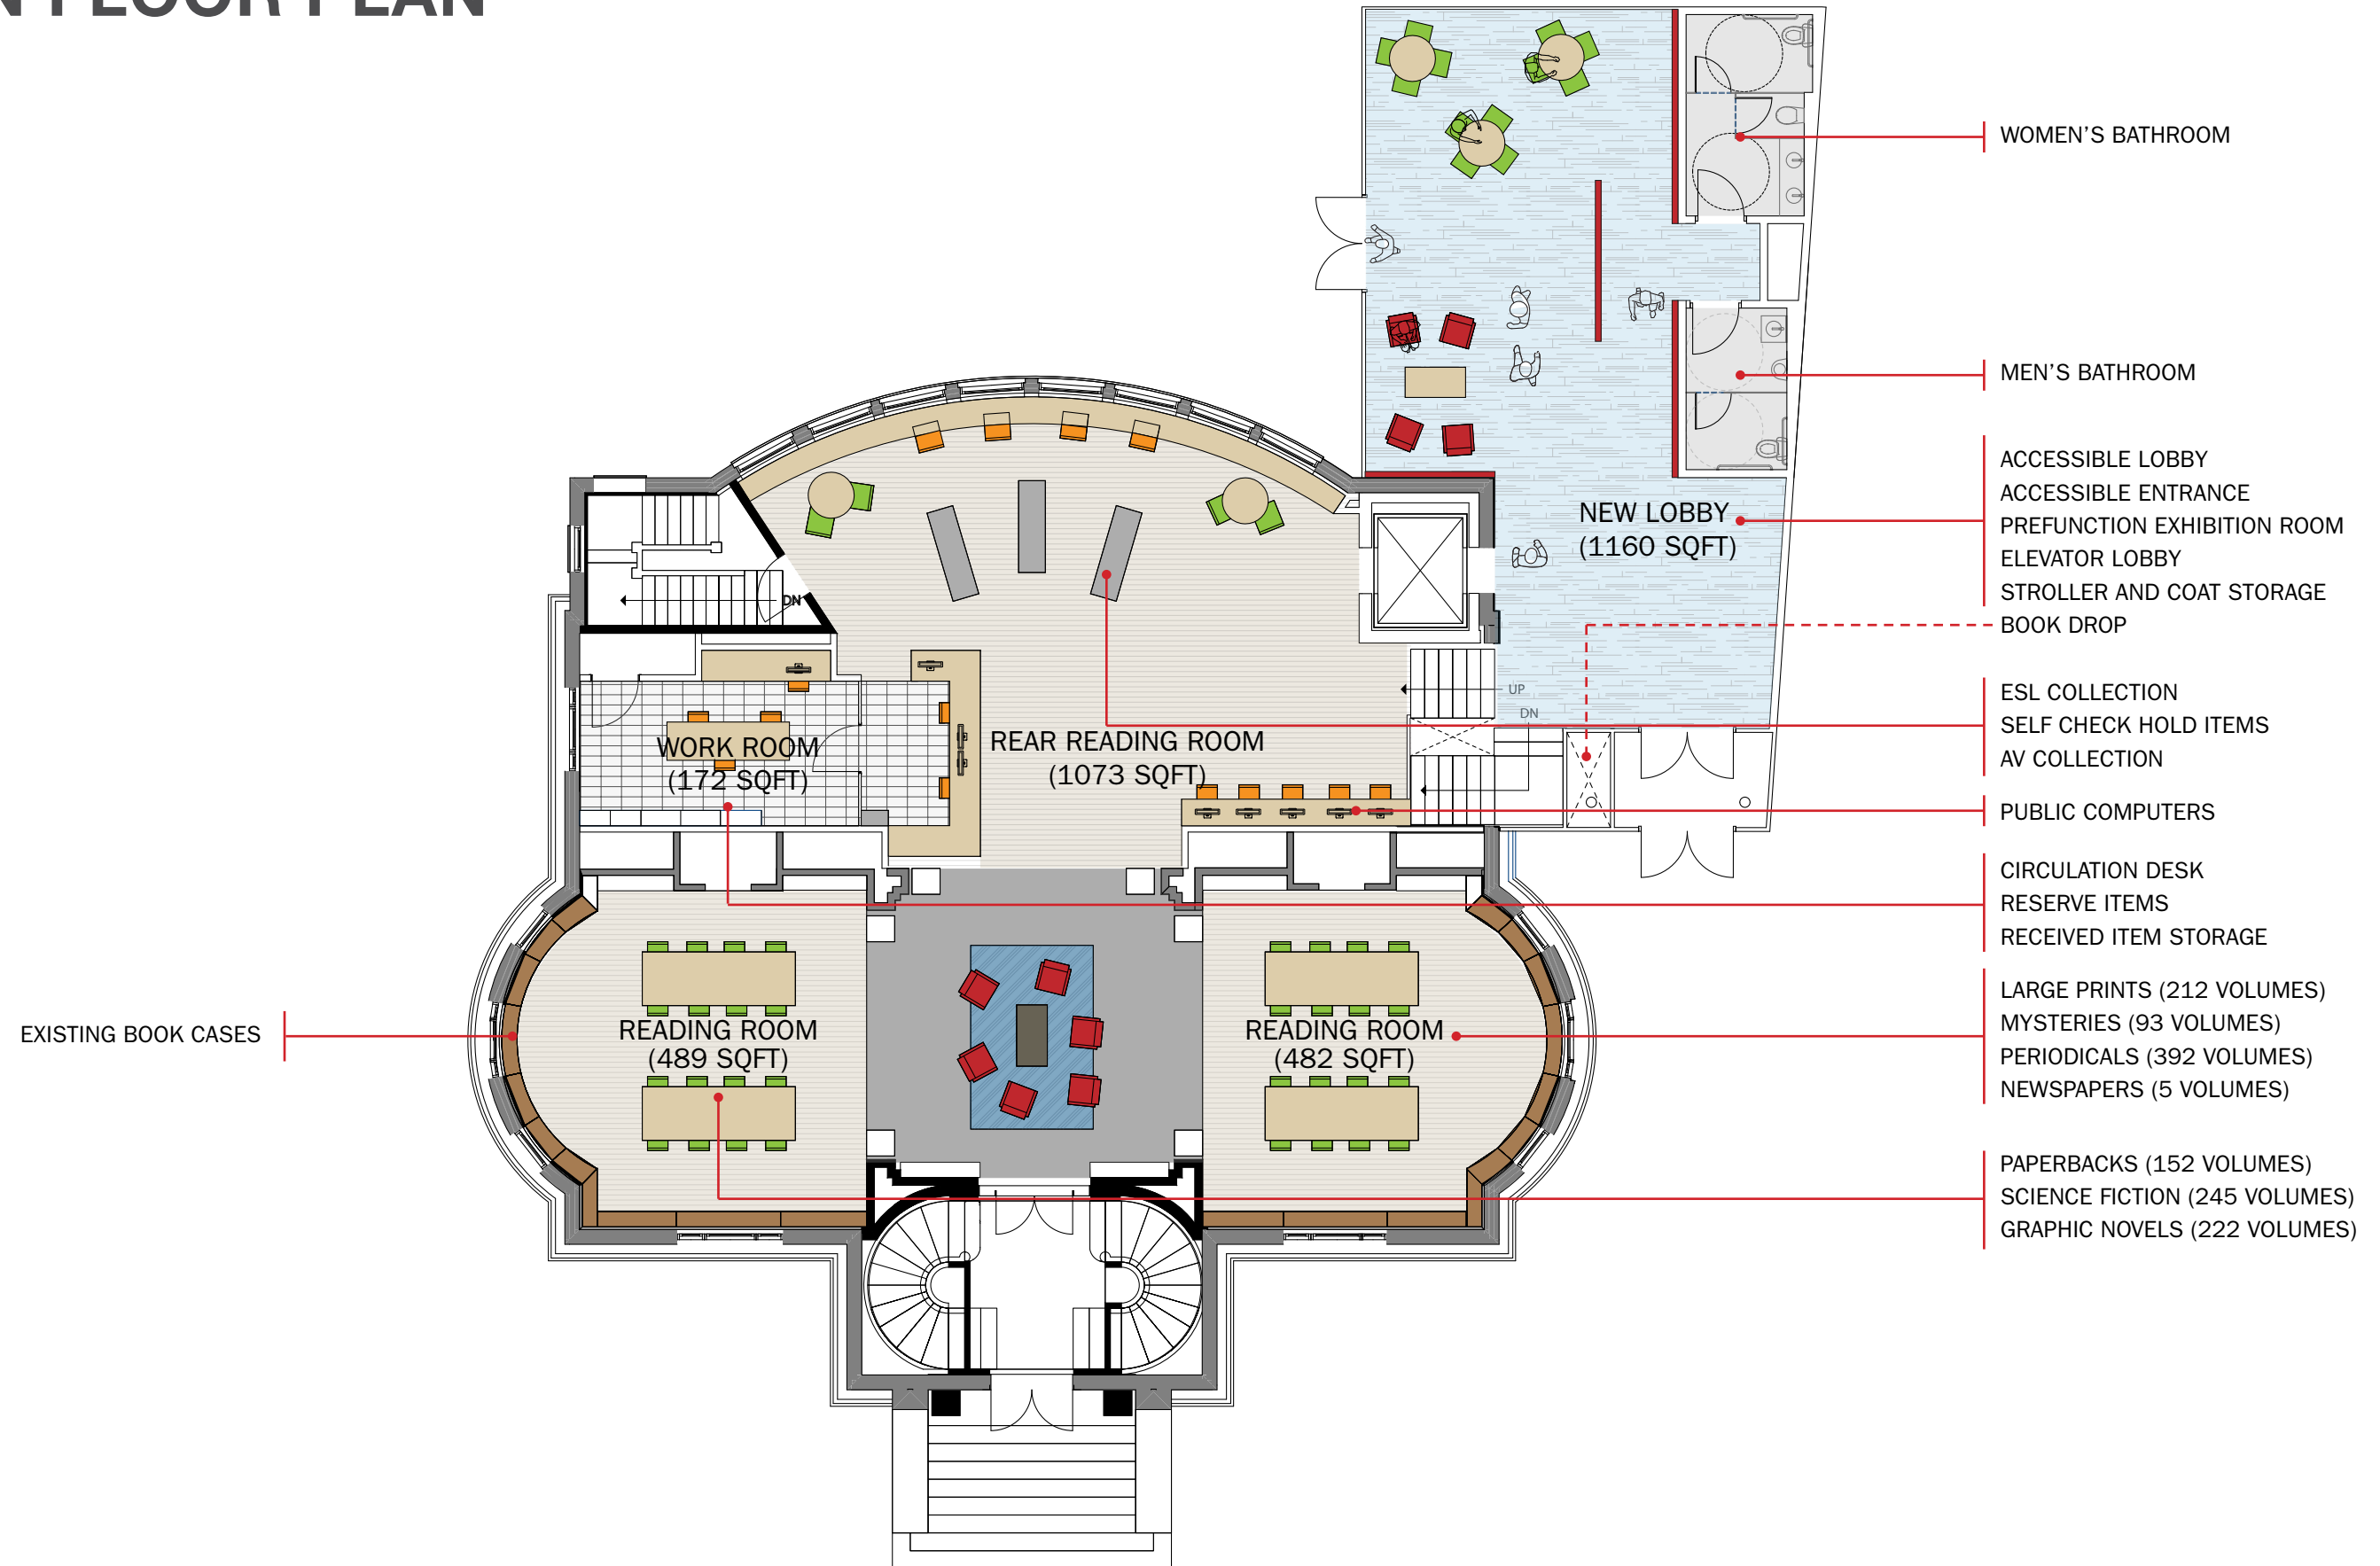 FLOOR PLAN
WOMEN'S BATHROOM
MEN'S BATHROOM
ACCESSIBLE LOBBY
ACCESSIBLE ENTRANCE
PREFUNCTION EXHIBITION ROOM
ELEVATOR LOBBY
STROLLER AND COAT STORAGE
BOOK DROP
NEW LOBBY
(1160 SQFT)
DN
UP
DN
ESL COLLECTION
SELF CHECK HOLD ITEMS
AV COLLECTION
WORK ROOM
(172 SQFT)
REAR READING ROOM
(1073 SQFT)
PUBLIC COMPUTERS
CIRCULATION DESK
RESERVE ITEMS
RECEIVED ITEM STORAGE
EXISTING BOOK CASES
READING ROOM
(489 SQFT)
READING ROOM
(482 SQFT)
LARGE PRINTS (212 VOLUMES)
MYSTERIES (93 VOLUMES)
PERIODICALS (392 VOLUMES)
NEWSPAPERS (5 VOLUMES)
PAPERBACKS (152 VOLUMES)
SCIENCE FICTION (245 VOLUMES)
GRAPHIC NOVELS (222 VOLUMES)